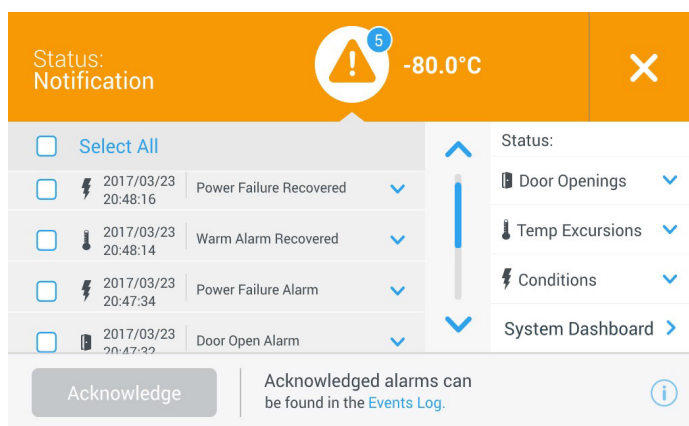 Status:
Notification
5
-80.0°C
Select All
2017/03/23
20:48:16
Power Failure Recovered
2017/03/23
20:48:14
Warm Alarm Recovered
2017/03/23
20:47:34
Power Failure Alarm
2017/03/23
20:47:32
Door Open Alarm
Status:
Door Openings
Temp Excursions
Conditions
System Dashboard
Acknowledge
Acknowledged alarms can
be found in the Events Log.